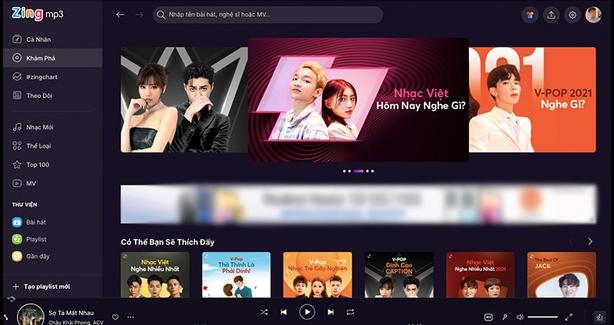 Zing mp3
Nhập tên bài hát, nghệ sĩ hoặc MV...
Cá Nhân
Khám Phá
#zingchart
Theo Dõi
Nhạc Mới
Thể Loại
Top 100
MV
THƯ VIỆN
Bài hát
Playlist
Gần đây
Tạo playlist mới
Nhạc Việt
Hôm Nay Nghe Gì?
V-POP 2021
Nghe Gì?
Có Thể Bạn Sẽ Thích Đấy
Nhạc Việt
Nghe Nhiều Nhất
V-Pop
Thả Thính Là
Phải Dính!
V-POP
Nhạc Trẻ Gây Nghiện
V-POP
Đỉnh Cao
CAPTION
Nhạc Việt
Nghe Nhiều Nhất 2021
The Best Of
JACK
Sợ Ta Mất Nhau
Châu Khải Phong, ACV